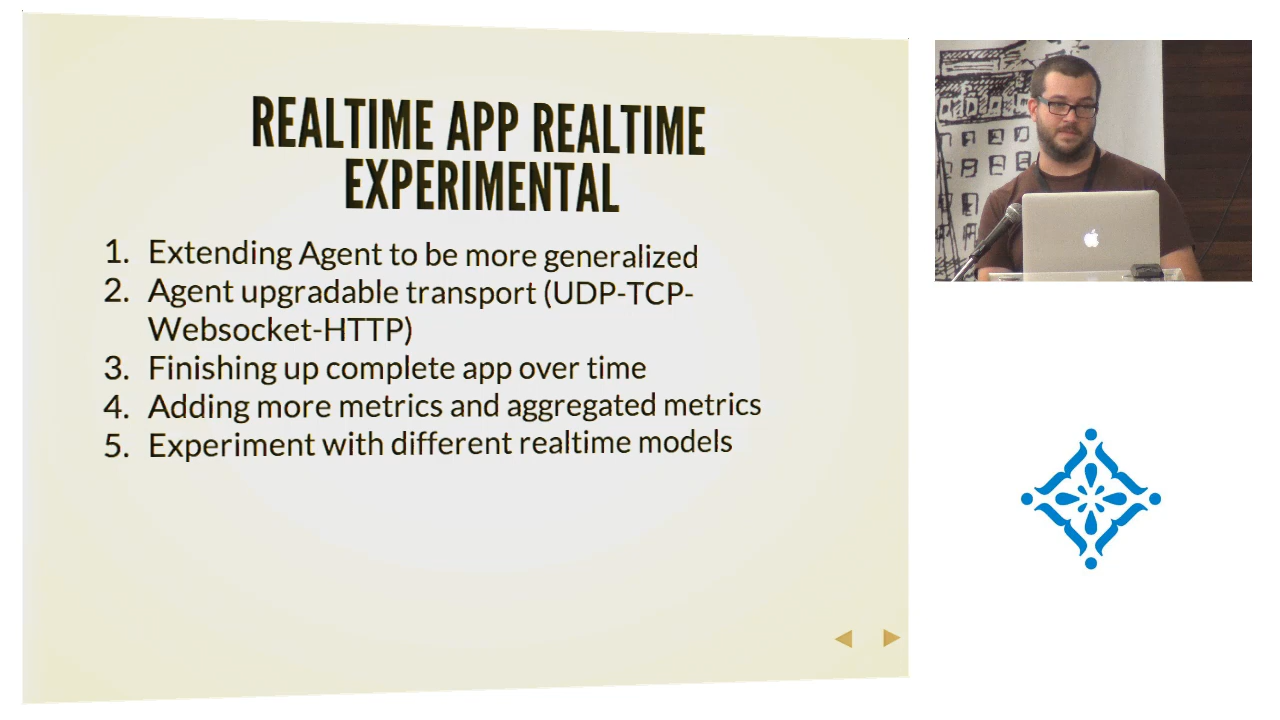 REALTIME APP REALTIME
EXPERIMENTAL
1. Extending Agent to be more generalized
2. Agent upgradable transport (UDP-TCP-
Websocket-HTTP)
3. Finishing up complete app over time
4. Adding more metrics and aggregated metrics
5. Experiment with different realtime models